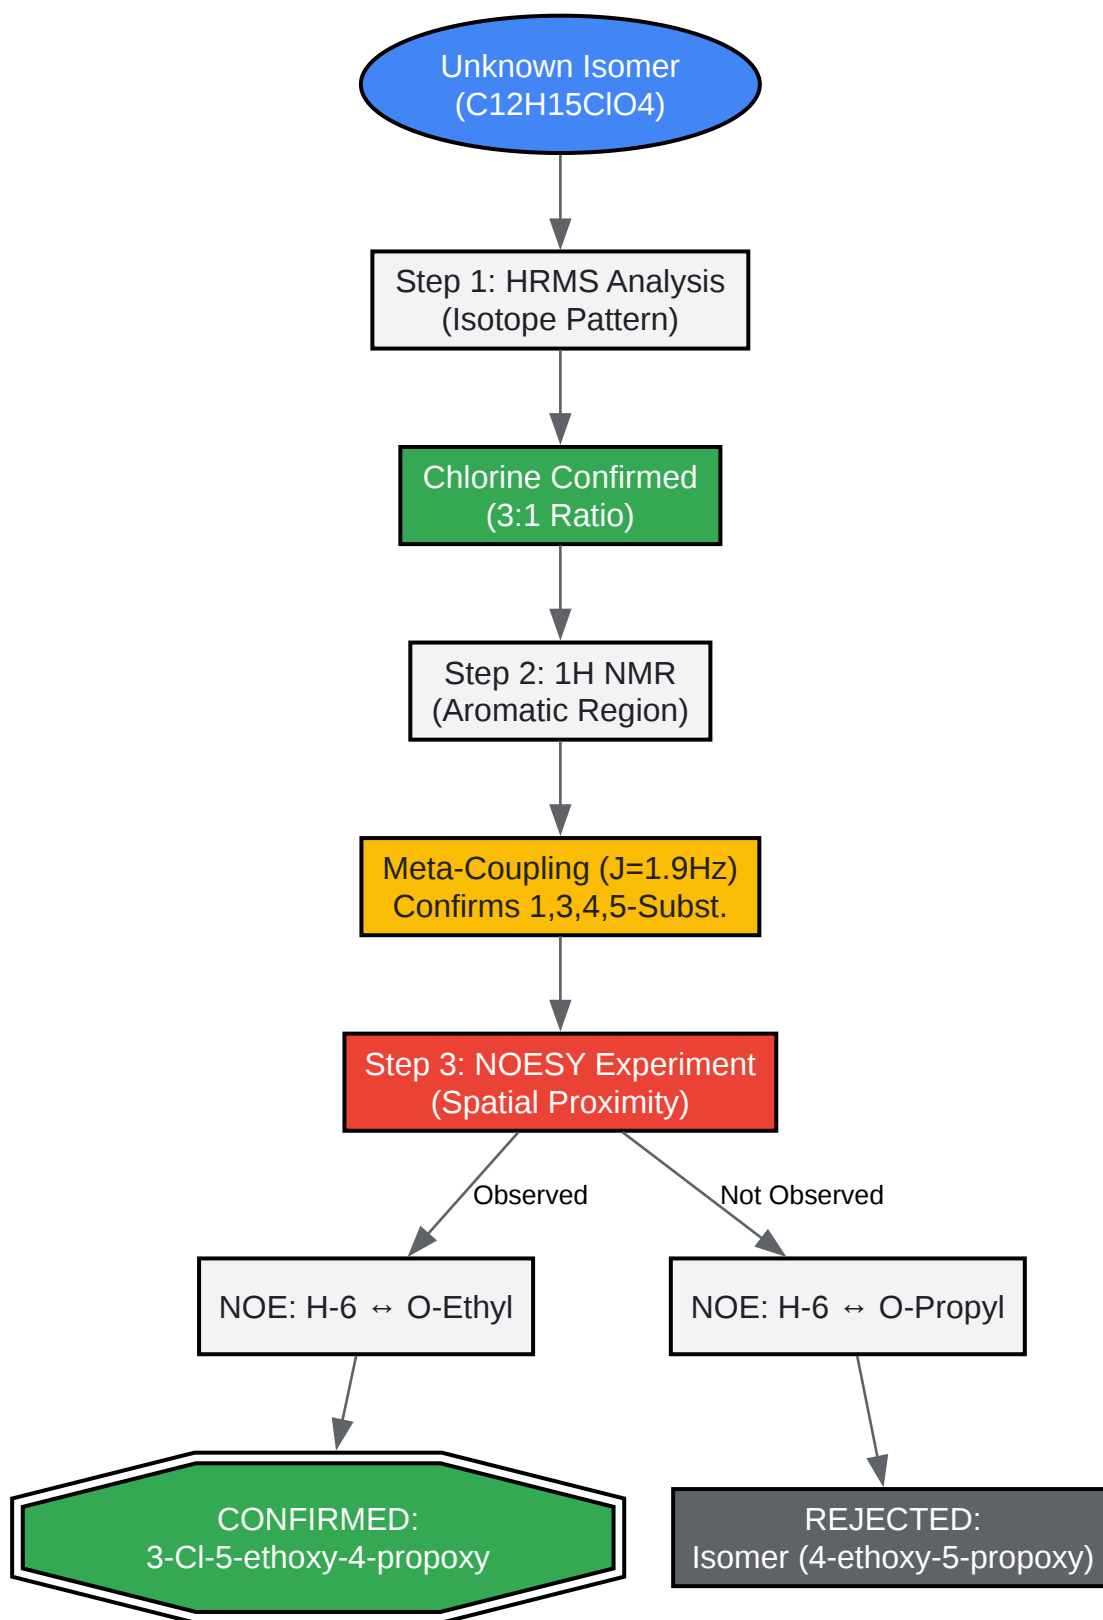 Unknown Isomer
(C12H15ClO4)
Step 1: HRMS Analysis
(Isotope Pattern)
Chlorine Confirmed
(3:1 Ratio)
Step 2: 1H NMR
(Aromatic Region)
Meta-Coupling (J=1.9Hz)
Confirms 1,3,4,5-Subst.
Step 3: NOESY Experiment
(Spatial Proximity)
Observed
Not Observed
NOE: H-6 ↔ O-Ethyl
NOE: H-6 ↔ O-Propyl
CONFIRMED:
3-Cl-5-ethoxy-4-propoxy
REJECTED:
Isomer (4-ethoxy-5-propoxy)